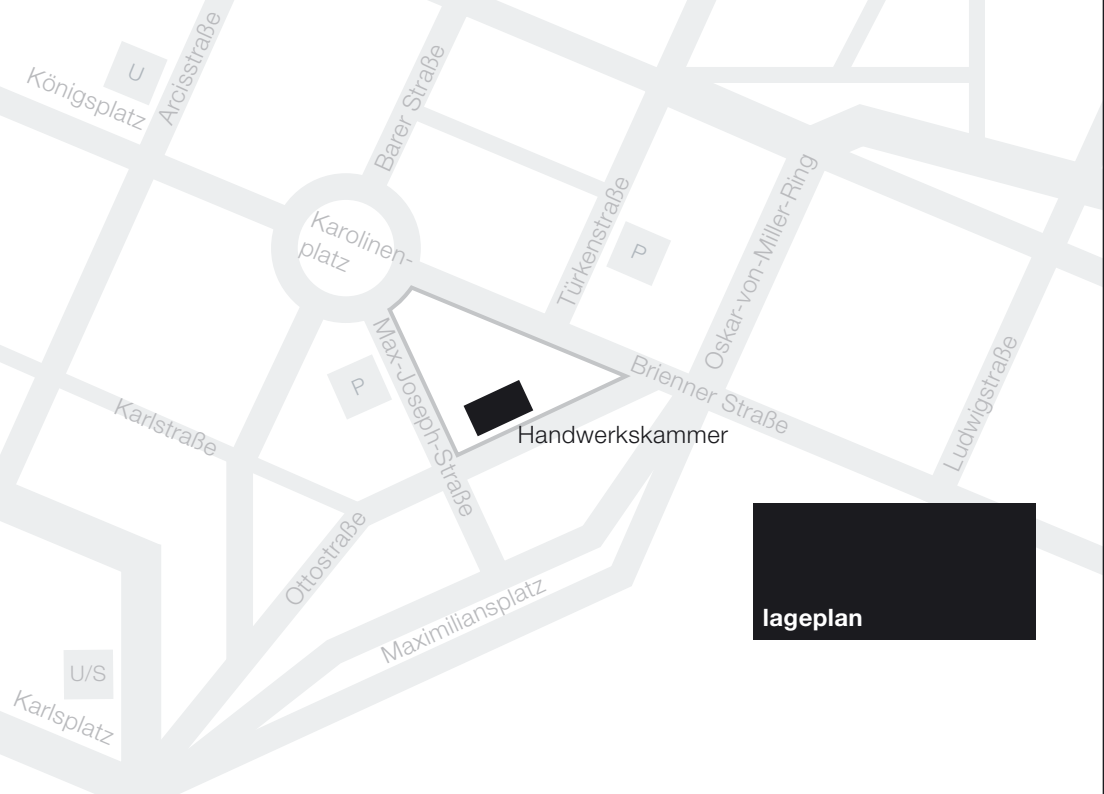 U
Königsplatz
Arcisstraße
Barer Straße
Karolinen-
platz
Türkenstraße
P
Oskar-von-Miller-Ring
Ludwigstraße
Max-Joseph-Straße
P
Brienner Straße
Karlstraße
Handwerkskammer
Ottostraße
Maximiliansplatz
lageplan
U/S
Karlsplatz